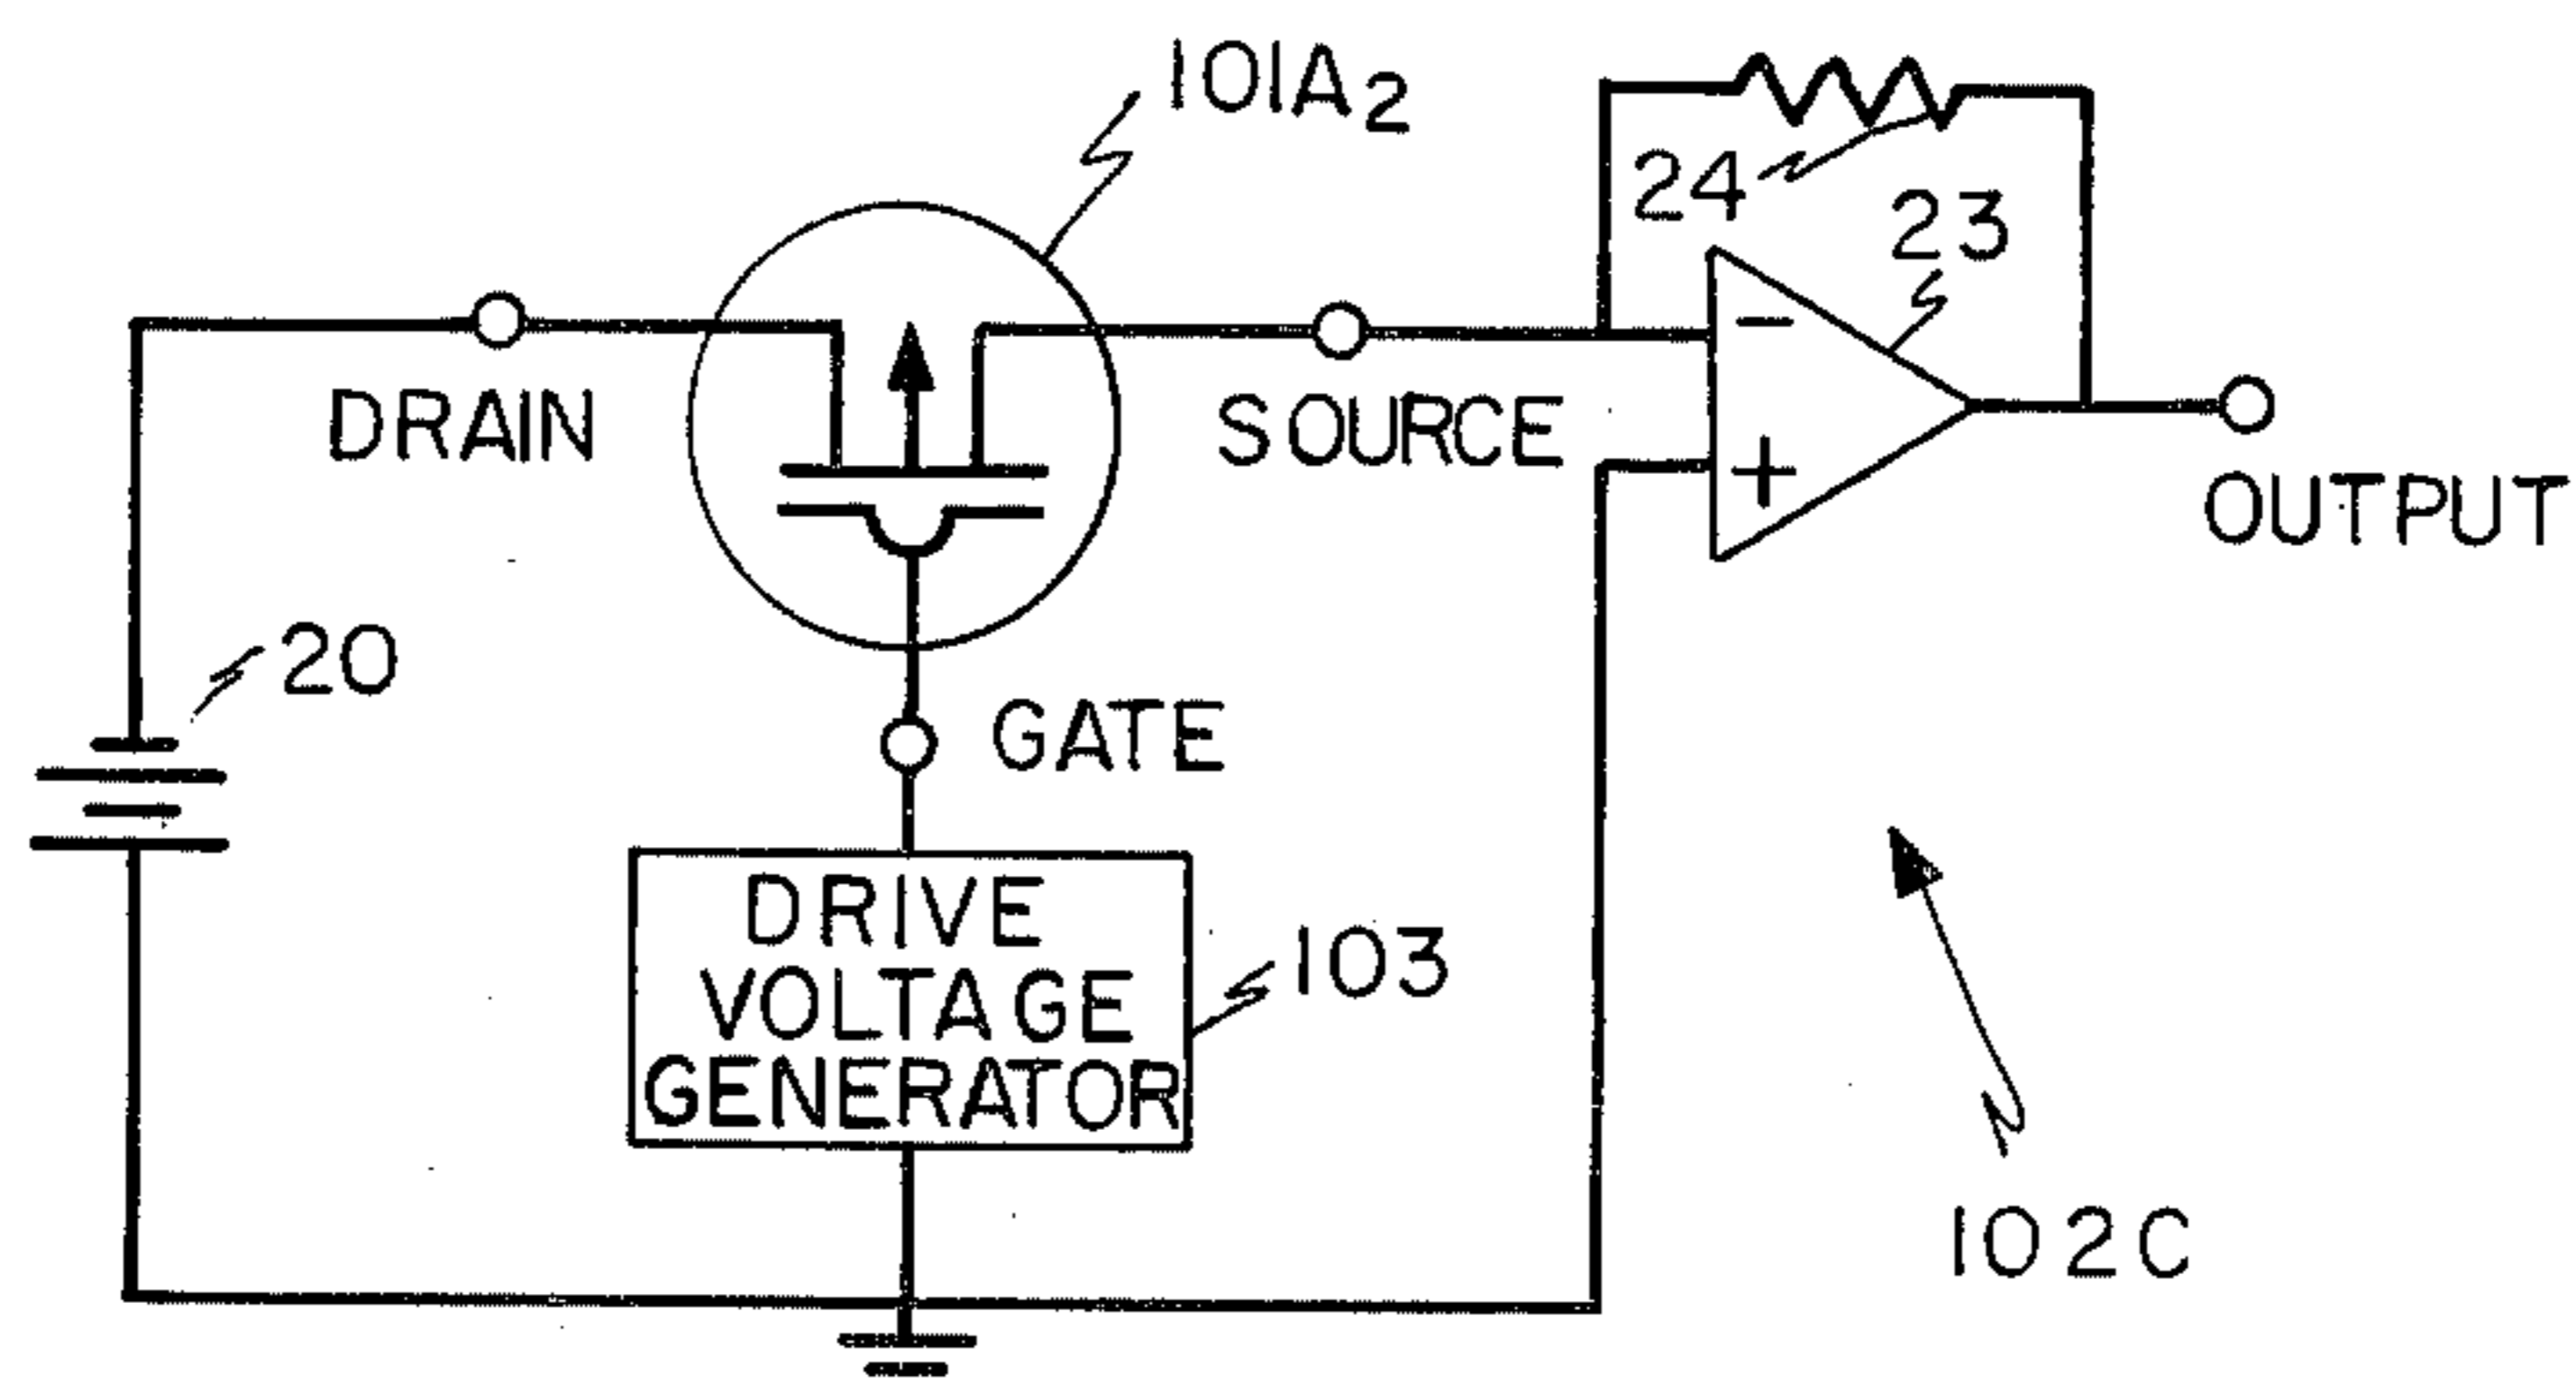 101A2
24
23
DRAIN
SOURCE
−
+
OUTPUT
20
GATE
DRIVE
VOLTAGE
GENERATOR
103
102C